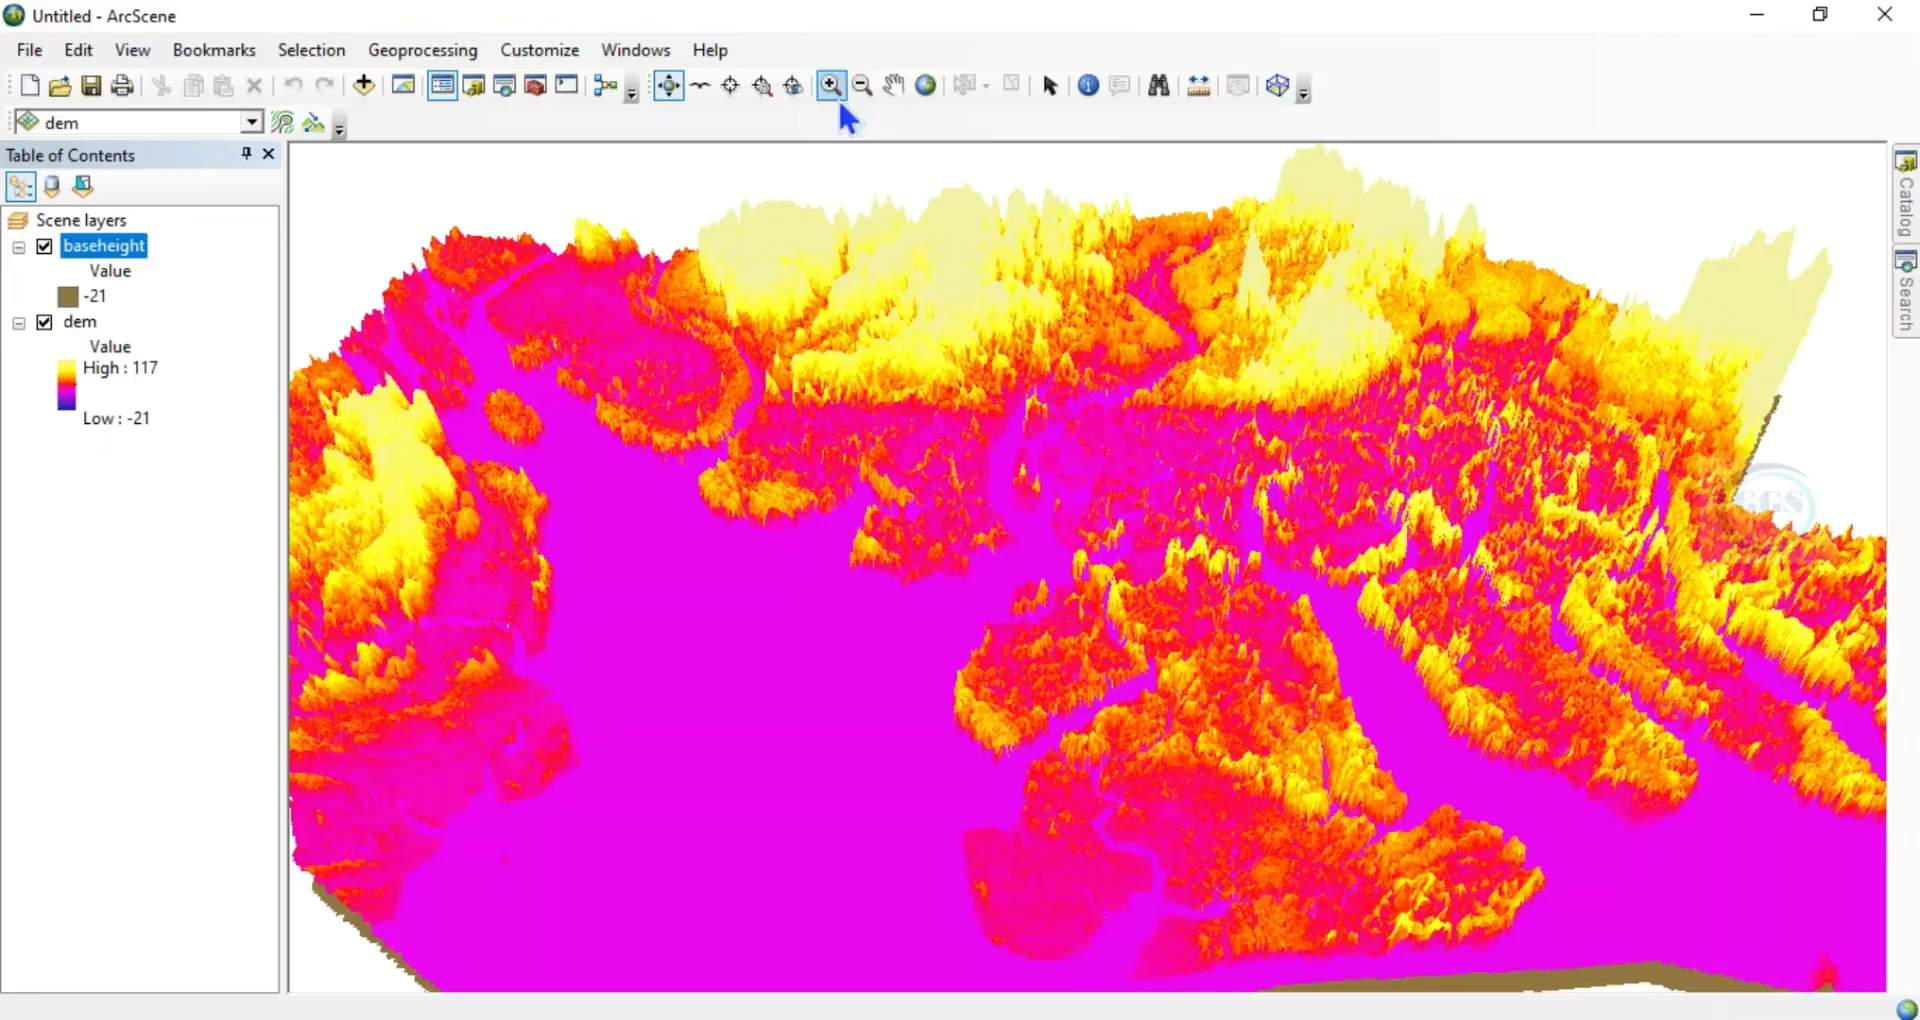 Untitled - ArcScene
File Edit View Bookmarks Selection Geoprocessing Customize Windows Help
dem
Table of Contents
Scene layers
baseheight
Value
-21
dem
Value
High : 117
Low : -21
Catalog
Search
GGS